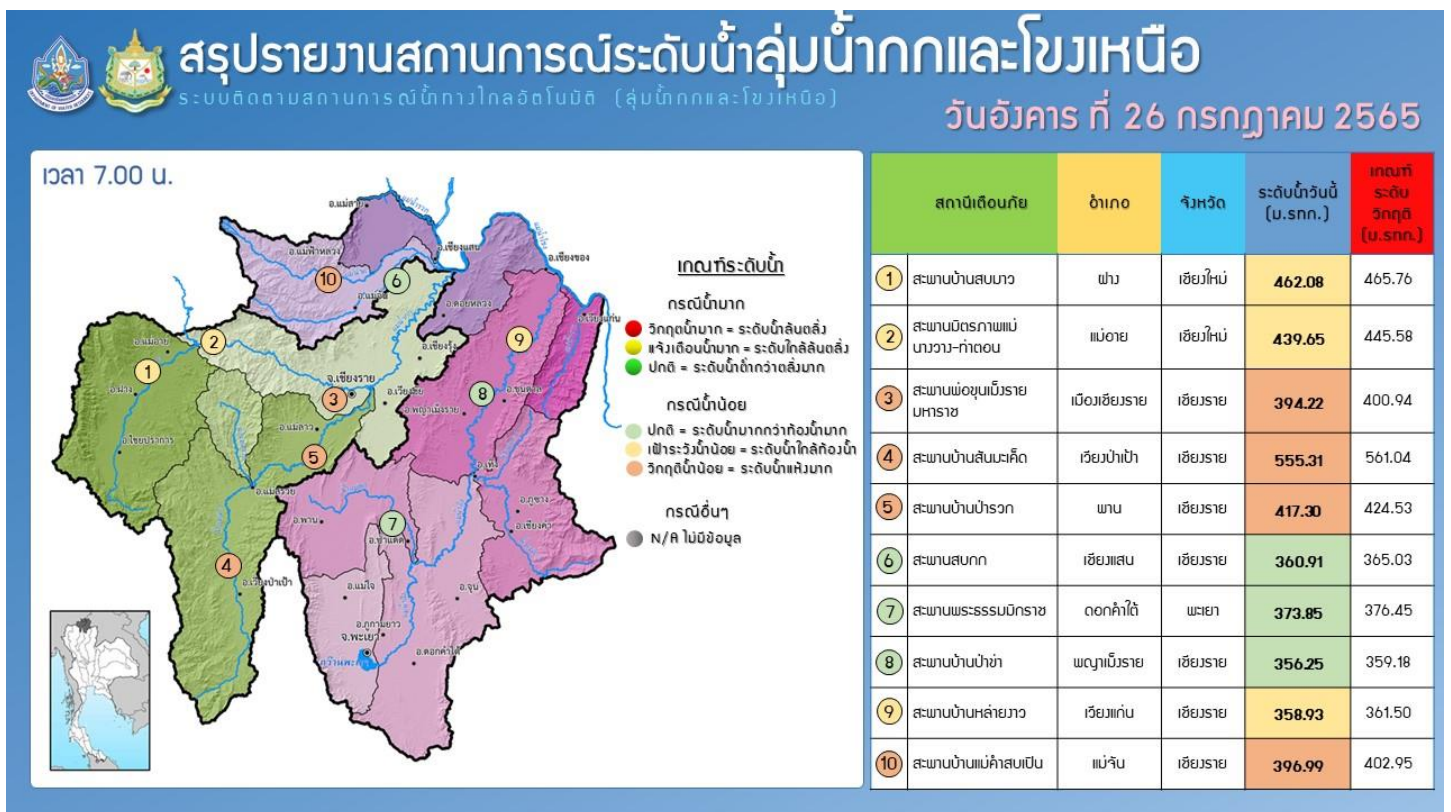 สรุปรายงานสถานการณ์ระดับน้ำลุ่มน้ำกกและโขงเหนือ
ระบบติดตามสถานการณ์น้ำทางไกลอัตโนมัติ (ลุ่มน้ำกกและโขงเหนือ)
วันอังคาร ที่ 26 กรกฎาคม 2565
เวลา 7.00 น.
อ.แม่สาย
อ.แม่ฟ้าหลวง
อ.เชียงแสน
อ.เชียงของ
10
6
อ.ดอยหลวง
อ.เวียงแก่น
อ.แม่อาย
2
9
อ.เชียงรุ้ง
1
อ.ฝาง
จ.เชียงราย
3
8
อ.พญาเม็งราย
อ.ขุนตาล
อ.แม่ลาว
อ.ไชยปราการ
5
อ.เทิง
อ.แม่สรวย
อ.พาน
7
อ.ป่าแดด
อ.ภูซาง
อ.เชียงคำ
4
อ.เวียงป่าเป้า
อ.แม่ใจ
อ.จุน
อ.ภูกามยาว
จ.พะเยา
กว๊านพะเยา
อ.ดอกคำใต้
เกณฑ์ระดับน้ำ
กรณีน้ำมาก
วิกฤตน้ำมาก = ระดับน้ำล้นตลิ่ง
แจ้งเตือนน้ำมาก = ระดับใกล้ล้นตลิ่ง
ปกติ = ระดับน้ำต่ำกว่าตลิ่งมาก
กรณีน้ำน้อย
ปกติ = ระดับน้ำมากกว่าท้องน้ำมาก
เฝ้าระวังน้ำน้อย = ระดับน้ำใกล้ท้องน้ำ
วิกฤติน้ำน้อย = ระดับน้ำแห้งมาก
กรณีอื่นๆ
N/A ไม่มีข้อมูล
สถานีเตือนภัย อำเภอ จังหวัด ระดับน้ำวันนี้ (ม.รทก.) เกณฑ์ระดับวิกฤติ (ม.รทก.)
1 สะพานบ้านสบมาว ฝาง เชียงใหม่ 462.08 465.76
2 สะพานมิตรภาพแม่นางวาง-ท่าตอน แม่อาย เชียงใหม่ 439.65 445.58
3 สะพานพ่อขุนเม็งรายมหาราช เมืองเชียงราย เชียงราย 394.22 400.94
4 สะพานบ้านสันมะเค็ด เวียงป่าเป้า เชียงราย 555.31 561.04
5 สะพานบ้านป่ารวก พาน เชียงราย 417.30 424.53
6 สะพานสบกก เชียงแสน เชียงราย 360.91 365.03
7 สะพานพระธรรมมิกราช ดอกคำใต้ พะเยา 373.85 376.45
8 สะพานบ้านป่าข่า พญาเม็งราย เชียงราย 356.25 359.18
9 สะพานบ้านหล่ายงาว เวียงแก่น เชียงราย 358.93 361.50
10 สะพานบ้านแม่คำสบเปิน แม่จัน เชียงราย 396.99 402.95